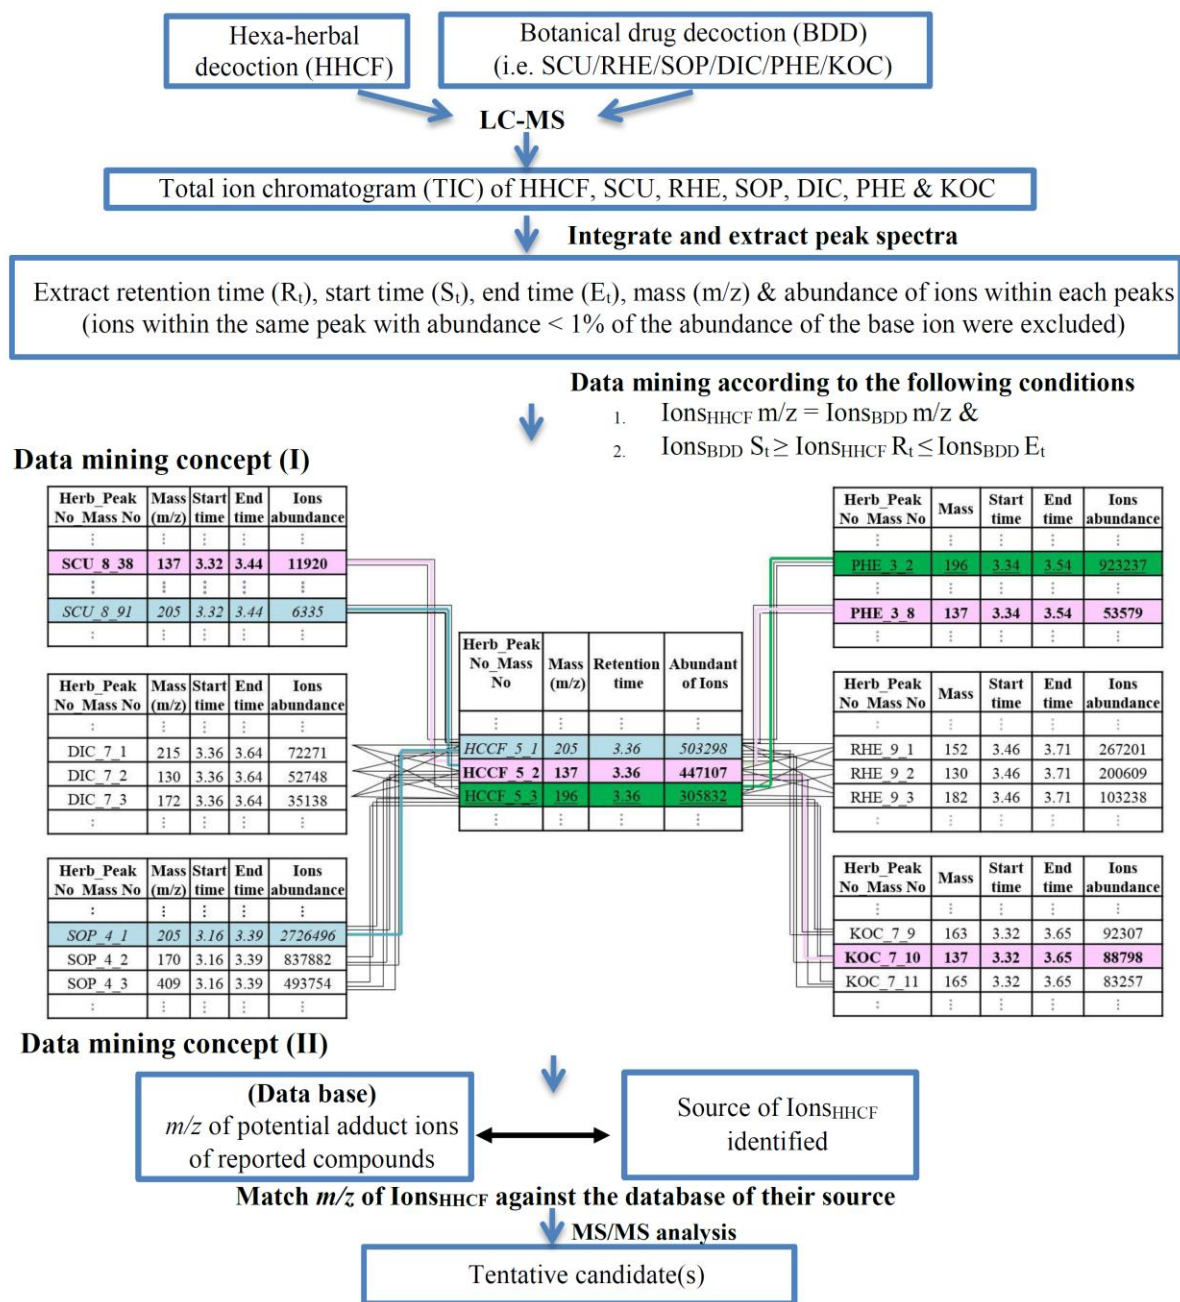 Hexa-herbal
decoction (HHCF)
Botanical drug decoction (BDD)
(i.e. SCU/RHE/SOP/DIC/PHE/KOC)
LC-MS
Total ion chromatogram (TIC) of HHCF, SCU, RHE, SOP, DIC, PHE & KOC
Integrate and extract peak spectra
Extract retention time (Rt), start time (St), end time (Et), mass (m/z) & abundance of ions within each peaks
(ions within the same peak with abundance < 1% of the abundance of the base ion were excluded)
Data mining according to the following conditions
1. IonsHHCF m/z = IonsBDD m/z &
2. IonsBDD St ≥ IonsHHCF Rt ≤ IonsBDD Et
Data mining concept (I)
Herb_Peak Mass Start End Ions
No_Mass No (m/z) time time abundance
⋮ ⋮ ⋮ ⋮ ⋮
SCU_8_38 137 3.32 3.44 11920
⋮ ⋮ ⋮ ⋮ ⋮
SCU_8_91 205 3.32 3.44 6335
⋮ ⋮ ⋮ ⋮ ⋮
Herb_Peak Mass Start End Ions
No_Mass No (m/z) time time abundance
⋮ ⋮ ⋮ ⋮ ⋮
DIC_7_1 215 3.36 3.64 72271
DIC_7_2 130 3.36 3.64 52748
DIC_7_3 172 3.36 3.64 35138
⋮ ⋮ ⋮ ⋮ ⋮
Herb_Peak Mass Start End Ions
No_Mass No (m/z) time time abundance
⋮ ⋮ ⋮ ⋮ ⋮
SOP_4_1 205 3.16 3.39 2726496
SOP_4_2 170 3.16 3.39 837882
SOP_4_3 409 3.16 3.39 493754
⋮ ⋮ ⋮ ⋮ ⋮
Herb_Peak
No_Mass Mass Retention Abundant
No (m/z) time of Ions
⋮ ⋮ ⋮ ⋮
HCCF_5_1 205 3.36 503298
HCCF_5_2 137 3.36 447107
HCCF_5_3 196 3.36 305832
⋮ ⋮ ⋮ ⋮
Herb_Peak Mass Start End Ions
No_Mass No time time abundance
⋮ ⋮ ⋮ ⋮ ⋮
PHE_3_2 196 3.34 3.54 923237
⋮ ⋮ ⋮ ⋮ ⋮
PHE_3_8 137 3.34 3.54 53579
⋮ ⋮ ⋮ ⋮ ⋮
Herb_Peak Mass Start End Ions
No_Mass No time time abundance
⋮ ⋮ ⋮ ⋮ ⋮
RHE_9_1 152 3.46 3.71 267201
RHE_9_2 130 3.46 3.71 200609
RHE_9_3 182 3.46 3.71 103238
⋮ ⋮ ⋮ ⋮ ⋮
Herb_Peak Mass Start End Ions
No_Mass No time time abundance
⋮ ⋮ ⋮ ⋮ ⋮
KOC_7_9 163 3.32 3.65 92307
KOC_7_10 137 3.32 3.65 88798
KOC_7_11 165 3.32 3.65 83257
⋮ ⋮ ⋮ ⋮ ⋮
Data mining concept (II)
(Data base)
m/z of potential adduct ions
of reported compounds
Source of IonsHHCF
identified
Match m/z of IonsHHCF against the database of their source
MS/MS analysis
Tentative candidate(s)